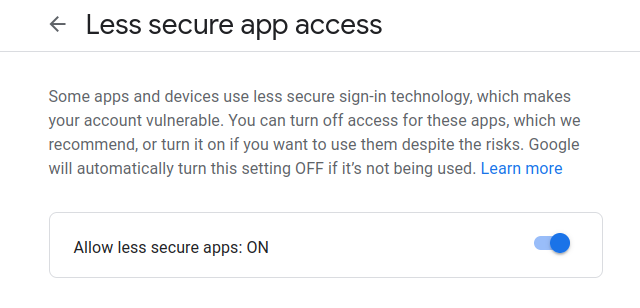 Less secure app access
Some apps and devices use less secure sign-in technology, which makes
your account vulnerable. You can turn off access for these apps, which we
recommend, or turn it on if you want to use them despite the risks. Google
will automatically turn this setting OFF if it’s not being used. Learn more
Allow less secure apps: ON